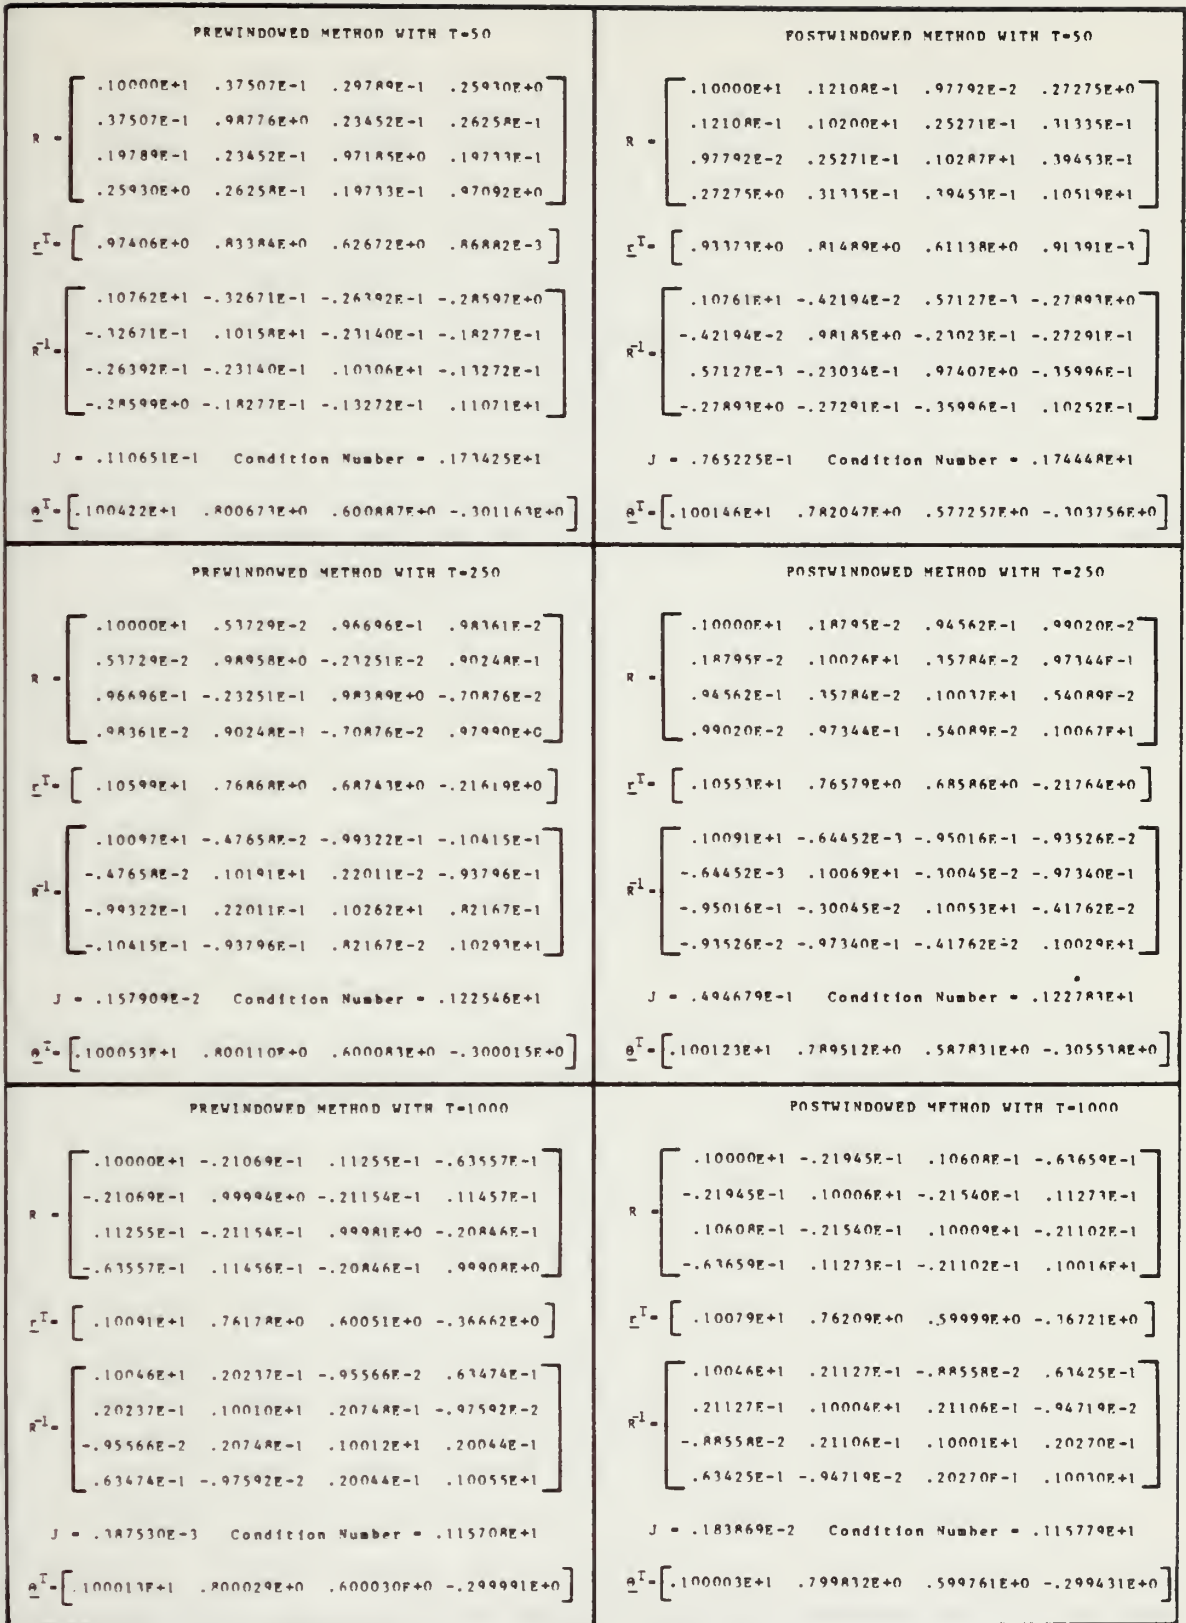 PREWINDOWED METHOD WITH T=50
.10000E+1 .37507E-1 .29789E-1 .25930E+0
.37507E-1 .98776E+0 .23452E-1 .26258E-1
R =
.19789E-1 .23452E-1 .97185E+0 .19733E-1
.25930E+0 .26258E-1 .19733E-1 .97092E+0
r^T= [ .97406E+0 .83384E+0 .62672E+0 .86882E-3 ]
.10762E+1 -.32671E-1 -.26392E-1 -.28597E+0
-.32671E-1 .10158E+1 -.23140E-1 -.18277E-1
R^-1=
-.26392E-1 -.23140E-1 .10306E+1 -.13272E-1
-.28599E+0 -.18277E-1 -.13272E-1 .11071E+1
J = .110651E-1 Condition Number = .173425E+1
θ^T=[.100422E+1 .800673E+0 .600887E+0 -.301163E+0]
POSTWINDOWED METHOD WITH T=50
.10000E+1 .12108E-1 .97792E-2 .27275E+0
.12108E-1 .10200E+1 .25271E-1 .31335E-1
R =
.97792E-2 .25271E-1 .10287E+1 .39453E-1
.27275E+0 .31335E-1 .39453E-1 .10519E+1
r^T= [ .93373E+0 .81489E+0 .61138E+0 .91391E-3 ]
.10761E+1 -.42194E-2 .57127E-3 -.27893E+0
-.42194E-2 .98185E+0 -.23023E-1 -.27291E-1
R^-1=
.57127E-3 -.23034E-1 .97407E+0 -.35996E-1
-.27893E+0 -.27291E-1 -.35996E-1 .10252E-1
J = .765225E-1 Condition Number = .174448E+1
θ^T=[.100146E+1 .782047E+0 .577257E+0 -.303756E+0]
PREWINDOWED METHOD WITH T=250
.10000E+1 .53729E-2 .96696E-1 .98361E-2
.53729E-2 .98958E+0 -.23251E-2 .90248E-1
R =
.96696E-1 -.23251E-1 .98389E+0 -.70876E-2
.98361E-2 .90248E-1 -.70876E-2 .97990E+0
r^T= [ .10599E+1 .76868E+0 .68743E+0 -.21619E+0 ]
.10097E+1 -.47658E-2 -.99322E-1 -.10415E-1
-.47658E-2 .10191E+1 .22011E-2 -.93796E-1
R^-1=
-.99322E-1 .22011E-1 .10262E+1 .82167E-1
-.10415E-1 -.93796E-1 .82167E-2 .10293E+1
J = .157909E-2 Condition Number = .122546E+1
θ^T=[.100053E+1 .800110E+0 .600083E+0 -.300015E+0]
POSTWINDOWED METHOD WITH T=250
.10000E+1 .18795E-2 .94562E-1 .99020E-2
.18795E-2 .10026E+1 .35784E-2 .97344E-1
R =
.94562E-1 .35784E-2 .10037E+1 .54089E-2
.99020E-2 .97344E-1 .54089E-2 .10067E+1
r^T= [ .10553E+1 .76579E+0 .68586E+0 -.21764E+0 ]
.10091E+1 -.64452E-3 -.95016E-1 -.93526E-2
-.64452E-3 .10069E+1 -.30045E-2 -.97340E-1
R^-1=
-.95016E-1 -.30045E-2 .10053E+1 -.41762E-2
-.93526E-2 -.97340E-1 -.41762E-2 .10029E+1
J = .494679E-1 Condition Number = .122783E+1
θ^T=[.100123E+1 .789512E+0 .587831E+0 -.305538E+0]
PREWINDOWED METHOD WITH T=1000
.10000E+1 -.21069E-1 .11255E-1 -.63557E-1
-.21069E-1 .99994E+0 -.21154E-1 .11457E-1
R =
.11255E-1 -.21154E-1 .99981E+0 -.20846E-1
-.63557E-1 .11456E-1 -.20846E-1 .99908E+0
r^T= [ .10091E+1 .76178E+0 .60051E+0 -.36662E+0 ]
.10046E+1 .20237E-1 -.95566E-2 .63474E-1
.20237E-1 .10010E+1 .20748E-1 -.97592E-2
R^-1=
-.95566E-2 .20748E-1 .10012E+1 .20044E-1
.63474E-1 -.97592E-2 .20044E-1 .10055E+1
J = .387530E-3 Condition Number = .115708E+1
θ^T=[.100013E+1 .800029E+0 .600030E+0 -.299991E+0]
POSTWINDOWED METHOD WITH T=1000
.10000E+1 -.21945E-1 .10608E-1 -.63659E-1
-.21945E-1 .10006E+1 -.21540E-1 .11273E-1
R =
.10608E-1 -.21540E-1 .10009E+1 -.21102E-1
-.63659E-1 .11273E-1 -.21102E-1 .10016E+1
r^T= [ .10079E+1 .76209E+0 .59999E+0 -.36721E+0 ]
.10046E+1 .21127E-1 -.88558E-2 .63425E-1
.21127E-1 .10004E+1 .21106E-1 -.94719E-2
R^-1=
-.88558E-2 .21106E-1 .10001E+1 .20270E-1
.63425E-1 -.94719E-2 .20270E-1 .10030E+1
J = .183869E-2 Condition Number = .115779E+1
θ^T=[.100003E+1 .799832E+0 .599761E+0 -.299431E+0]